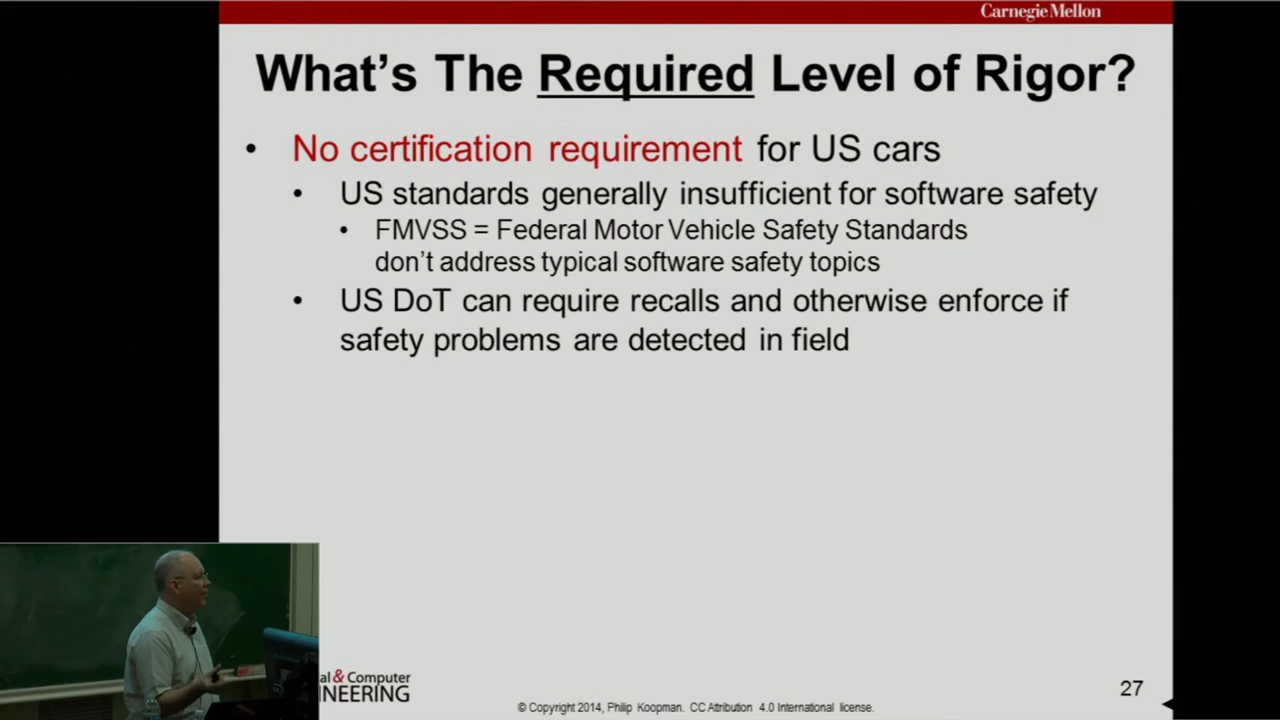 Carnegie Mellon
What's The Required Level of Rigor?
• No certification requirement for US cars
• US standards generally insufficient for software safety
• FMVSS = Federal Motor Vehicle Safety Standards
don't address typical software safety topics
• US DoT can require recalls and otherwise enforce if
safety problems are detected in field
al & Computer
NEERING
27
© Copyright 2014, Philip Koopman. CC Attribution 4.0 International license.